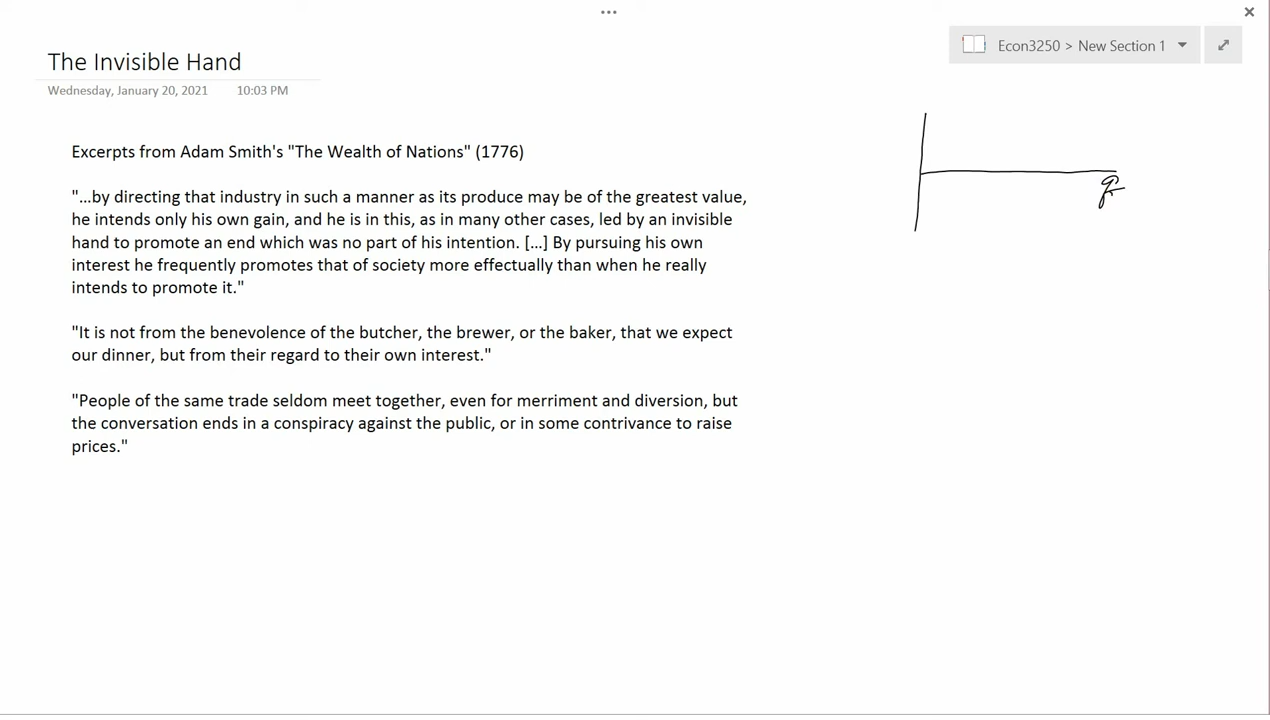 Econ3250 > New Section 1
The Invisible Hand
Wednesday, January 20, 2021 10:03 PM
Excerpts from Adam Smith's "The Wealth of Nations" (1776)
"...by directing that industry in such a manner as its produce may be of the greatest value,
he intends only his own gain, and he is in this, as in many other cases, led by an invisible
hand to promote an end which was no part of his intention. [...] By pursuing his own
interest he frequently promotes that of society more effectually than when he really
intends to promote it."
"It is not from the benevolence of the butcher, the brewer, or the baker, that we expect
our dinner, but from their regard to their own interest."
"People of the same trade seldom meet together, even for merriment and diversion, but
the conversation ends in a conspiracy against the public, or in some contrivance to raise
prices."
q